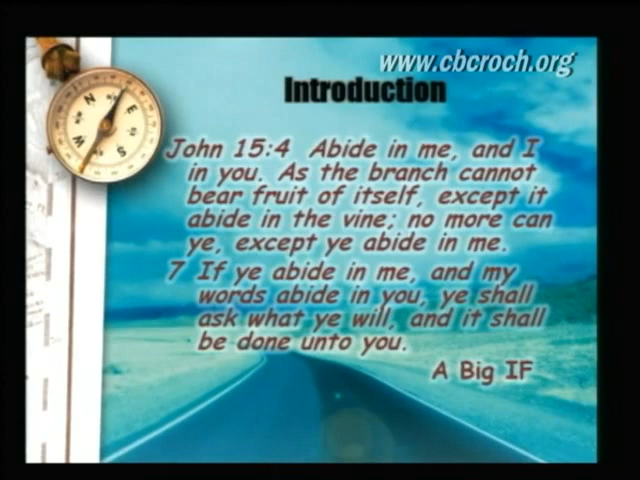 www.cbcroch.org
Introduction
N
E
W
S
John 15:4 Abide in me, and I
in you. As the branch cannot
bear fruit of itself, except it
abide in the vine; no more can
ye, except ye abide in me.
7 If ye abide in me, and my
words abide in you, ye shall
ask what ye will, and it shall
be done unto you.
A Big IF